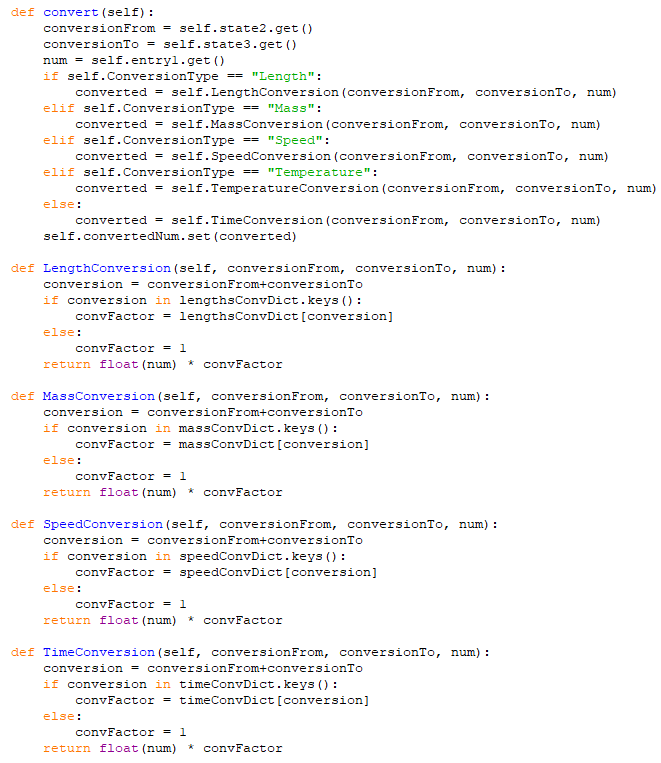 def convert(self):
    conversionFrom = self.state2.get()
    conversionTo = self.state3.get()
    num = self.entry1.get()
    if self.ConversionType == "Length":
        converted = self.LengthConversion(conversionFrom, conversionTo, num)
    elif self.ConversionType == "Mass":
        converted = self.MassConversion(conversionFrom, conversionTo, num)
    elif self.ConversionType == "Speed":
        converted = self.SpeedConversion(conversionFrom, conversionTo, num)
    elif self.ConversionType == "Temperature":
        converted = self.TemperatureConversion(conversionFrom, conversionTo, num)
    else:
        converted = self.TimeConversion(conversionFrom, conversionTo, num)
    self.convertedNum.set(converted)

def LengthConversion(self, conversionFrom, conversionTo, num):
    conversion = conversionFrom+conversionTo
    if conversion in lengthsConvDict.keys():
        convFactor = lengthsConvDict[conversion]
    else:
        convFactor = 1
    return float(num) * convFactor

def MassConversion(self, conversionFrom, conversionTo, num):
    conversion = conversionFrom+conversionTo
    if conversion in massConvDict.keys():
        convFactor = massConvDict[conversion]
    else:
        convFactor = 1
    return float(num) * convFactor

def SpeedConversion(self, conversionFrom, conversionTo, num):
    conversion = conversionFrom+conversionTo
    if conversion in speedConvDict.keys():
        convFactor = speedConvDict[conversion]
    else:
        convFactor = 1
    return float(num) * convFactor

def TimeConversion(self, conversionFrom, conversionTo, num):
    conversion = conversionFrom+conversionTo
    if conversion in timeConvDict.keys():
        convFactor = timeConvDict[conversion]
    else:
        convFactor = 1
    return float(num) * convFactor